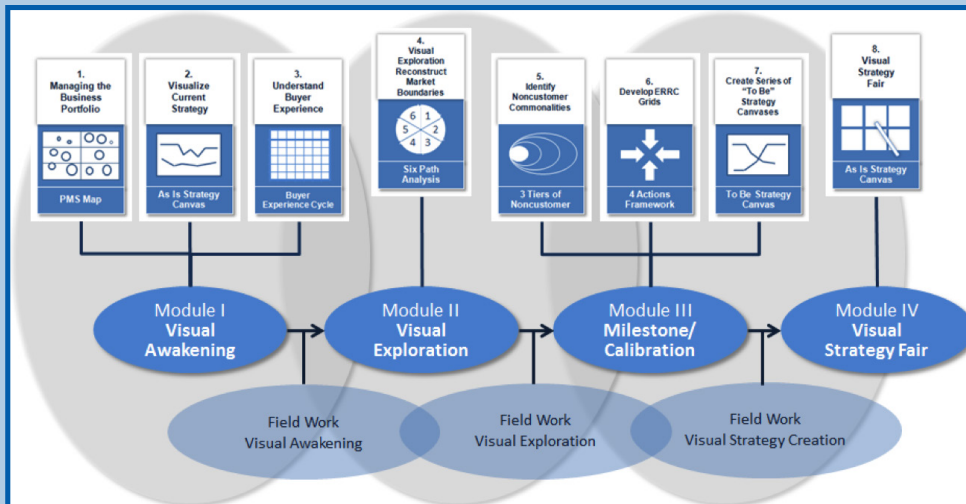 1.
Managing the
Business
Portfolio
PMS Map
2.
Visualize
Current
Strategy
As Is Strategy
Canvas
3.
Understand
Buyer
Experience
Buyer
Experience Cycle
4.
Visual
Exploration
Reconstruct
Market
Boundaries
6 1
5 2
4 3
Six Path
Analysis
5.
Identify
Noncustomer
Commonalities
3 Tiers of
Noncustomer
6.
Develop ERRC
Grids
4 Actions
Framework
7.
Create Series of
"To Be"
Strategy
Canvases
To Be Strategy
Canvas
8.
Visual
Strategy
Fair
As Is Strategy
Canvas
Module I
Visual
Awakening
Module II
Visual
Exploration
Module III
Milestone/
Calibration
Module IV
Visual
Strategy Fair
Field Work
Visual Awakening
Field Work
Visual Exploration
Field Work
Visual Strategy Creation